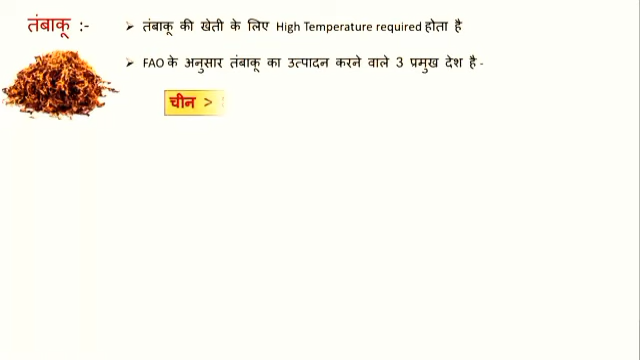 तंबाकू :-
➢ तंबाकू की खेती के लिए High Temperature required होता है
➢ FAO के अनुसार तंबाकू का उत्पादन करने वाले 3 प्रमुख देश है -
चीन >